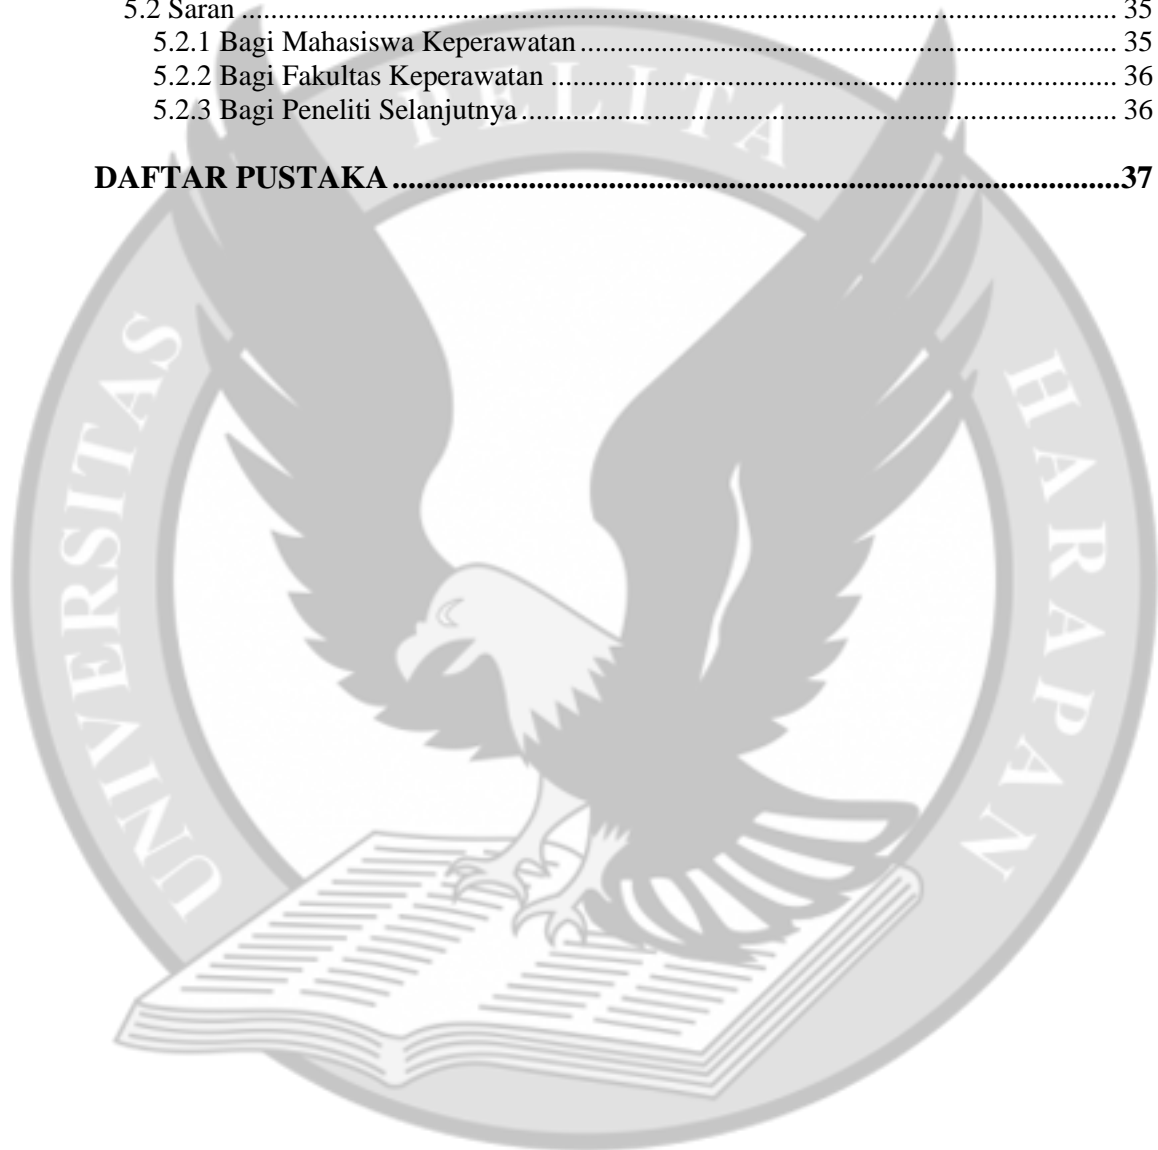 5.2 Saran ........................................................................................................................ 35
5.2.1 Bagi Mahasiswa Keperawatan ......................................................................... 35
5.2.2 Bagi Fakultas Keperawatan ............................................................................. 36
5.2.3 Bagi Peneliti Selanjutnya ................................................................................. 36
DAFTAR PUSTAKA ...........................................................................................37
UNIVERSITAS PELITA HARAPAN